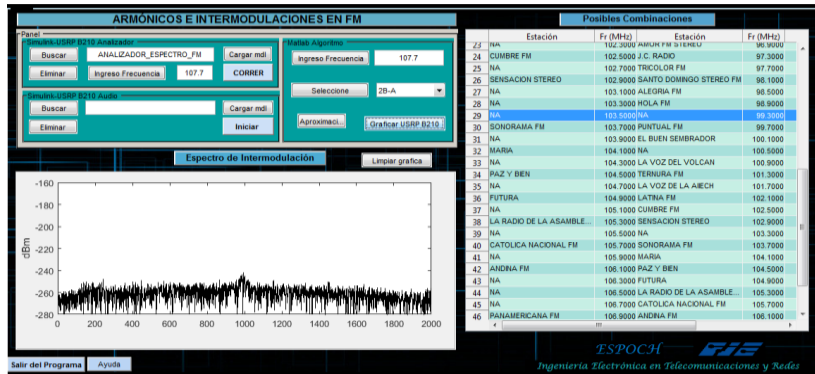 ARMÓNICOS E INTERMODULACIONES EN FM
Posibles Combinaciones
Panel
Simulink-USRP B210 Analizador
Buscar
ANALIZADOR_ESPECTRO_FM
Cargar mdl
Eliminar
Ingreso Frecuencia
107.7
CORRER
Simulink-USRP B210 Audio
Buscar
Cargar mdl
Eliminar
Iniciar
Matlab Algoritmo
Ingreso Frecuencia
107.7
Seleccione
2B-A
Aproximaci...
Graficar USRP B210
Espectro de Intermodulación
Limpiar grafica
-160
-180
-200
-220
-240
-260
-280
dBm
0 200 400 600 800 1000 1200 1400 1600 1800 2000
Estación Fr (MHz) Estación Fr (MHz)
23 NA 102.3000 AMOR FM STEREO 96.9000
24 CUMBRE FM 102.5000 J.C. RADIO 97.3000
25 NA 102.7000 TRICOLOR FM 97.7000
26 SENSACION STEREO 102.9000 SANTO DOMINGO STEREO FM 98.1000
27 NA 103.1000 ALEGRIA FM 98.5000
28 NA 103.3000 HOLA FM 98.9000
29 NA 103.5000 NA 99.3000
30 SONORAMA FM 103.7000 PUNTUAL FM 99.7000
31 NA 103.9000 EL BUEN SEMBRADOR 100.1000
32 MARIA 104.1000 NA 100.5000
33 NA 104.3000 LA VOZ DEL VOLCAN 100.9000
34 PAZ Y BIEN 104.5000 TERNURA FM 101.3000
35 NA 104.7000 LA VOZ DE LA AIECH 101.7000
36 FUTURA 104.9000 LATINA FM 102.1000
37 NA 105.1000 CUMBRE FM 102.5000
38 LA RADIO DE LA ASAMBLE... 105.3000 SENSACION STEREO 102.9000
39 NA 105.5000 NA 103.3000
40 CATOLICA NACIONAL FM 105.7000 SONORAMA FM 103.7000
41 NA 105.9000 MARIA 104.1000
42 ANDINA FM 106.1000 PAZ Y BIEN 104.5000
43 NA 106.3000 FUTURA 104.9000
44 NA 106.5000 LA RADIO DE LA ASAMBLE... 105.3000
45 NA 106.7000 CATOLICA NACIONAL FM 105.7000
46 PANAMERICANA FM 106.9000 ANDINA FM 106.1000
ESPOCH
Ingeniería Electrónica en Telecomunicaciones y Redes
Salir del Programa
Ayuda